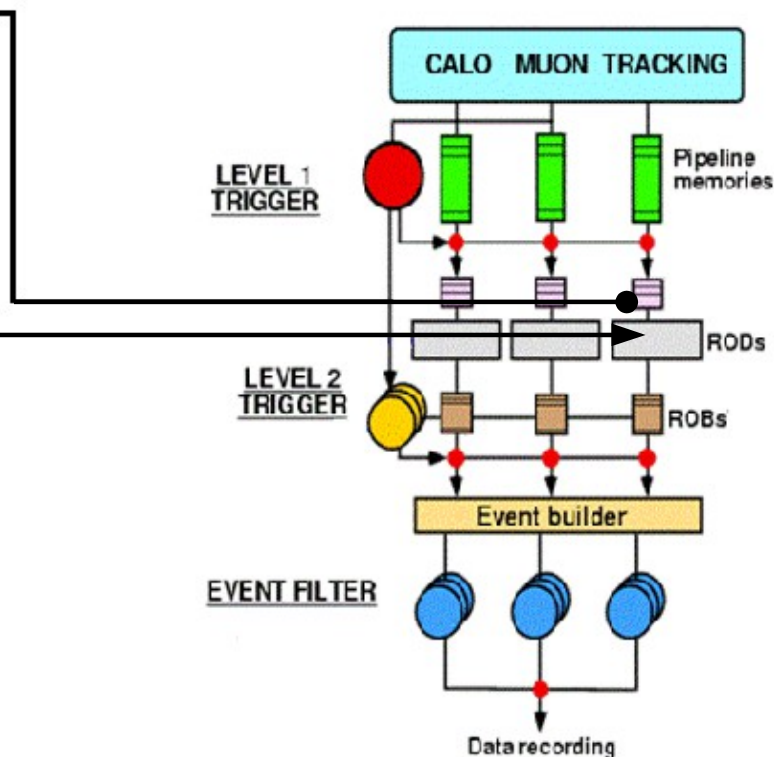 CALO MUON TRACKING
LEVEL 1
TRIGGER
Pipeline
memories
RODs
LEVEL 2
TRIGGER
ROBs
Event builder
EVENT FILTER
Data recording